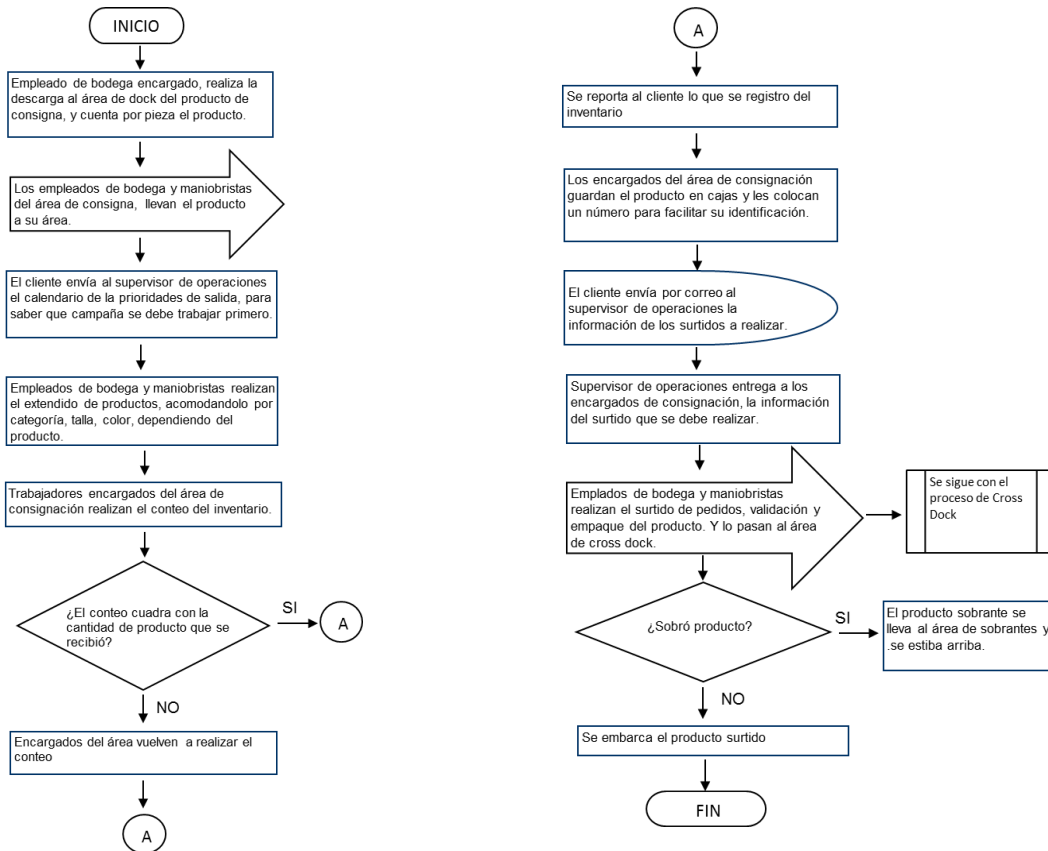 INICIO
Empleado de bodega encargado, realiza la
descarga al área de dock del producto de
consigna, y cuenta por pieza el producto.
Los empleados de bodega y maniobristas
del área de consigna, llevan el producto
a su área.
El cliente envía al supervisor de operaciones
el calendario de la prioridades de salida, para
saber que campaña se debe trabajar primero.
Empleados de bodega y maniobristas realizan
el extendido de productos, acomodandolo por
categoría, talla, color, dependiendo del
producto.
Trabajadores encargados del área de
consignación realizan el conteo del inventario.
¿El conteo cuadra con la
cantidad de producto que se
recibió?
SI
A
NO
Encargados del área vuelven a realizar el
conteo
A
A
Se reporta al cliente lo que se registro del
inventario
Los encargados del área de consignación
guardan el producto en cajas y les colocan
un número para facilitar su identificación.
El cliente envía por correo al
supervisor de operaciones la
información de los surtidos a realizar.
Supervisor de operaciones entrega a los
encargados de consignación, la información
del surtido que se debe realizar.
Emplados de bodega y maniobristas
realizan el surtido de pedidos, validación y
empaque del producto. Y lo pasan al área
de cross dock.
Se sigue con el
proceso de Cross
Dock
¿Sobró producto?
SI
El producto sobrante se
lleva al área de sobrantes y
.se estiba arriba.
NO
Se embarca el producto surtido
FIN